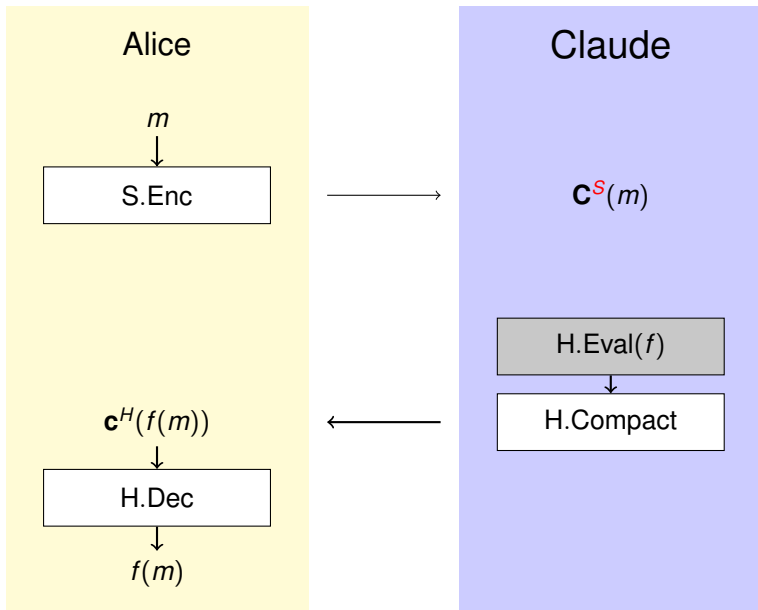 Alice
m
S.Enc
c^H(f(m))
H.Dec
f(m)
Claude
C^S(m)
H.Eval(f)
H.Compact